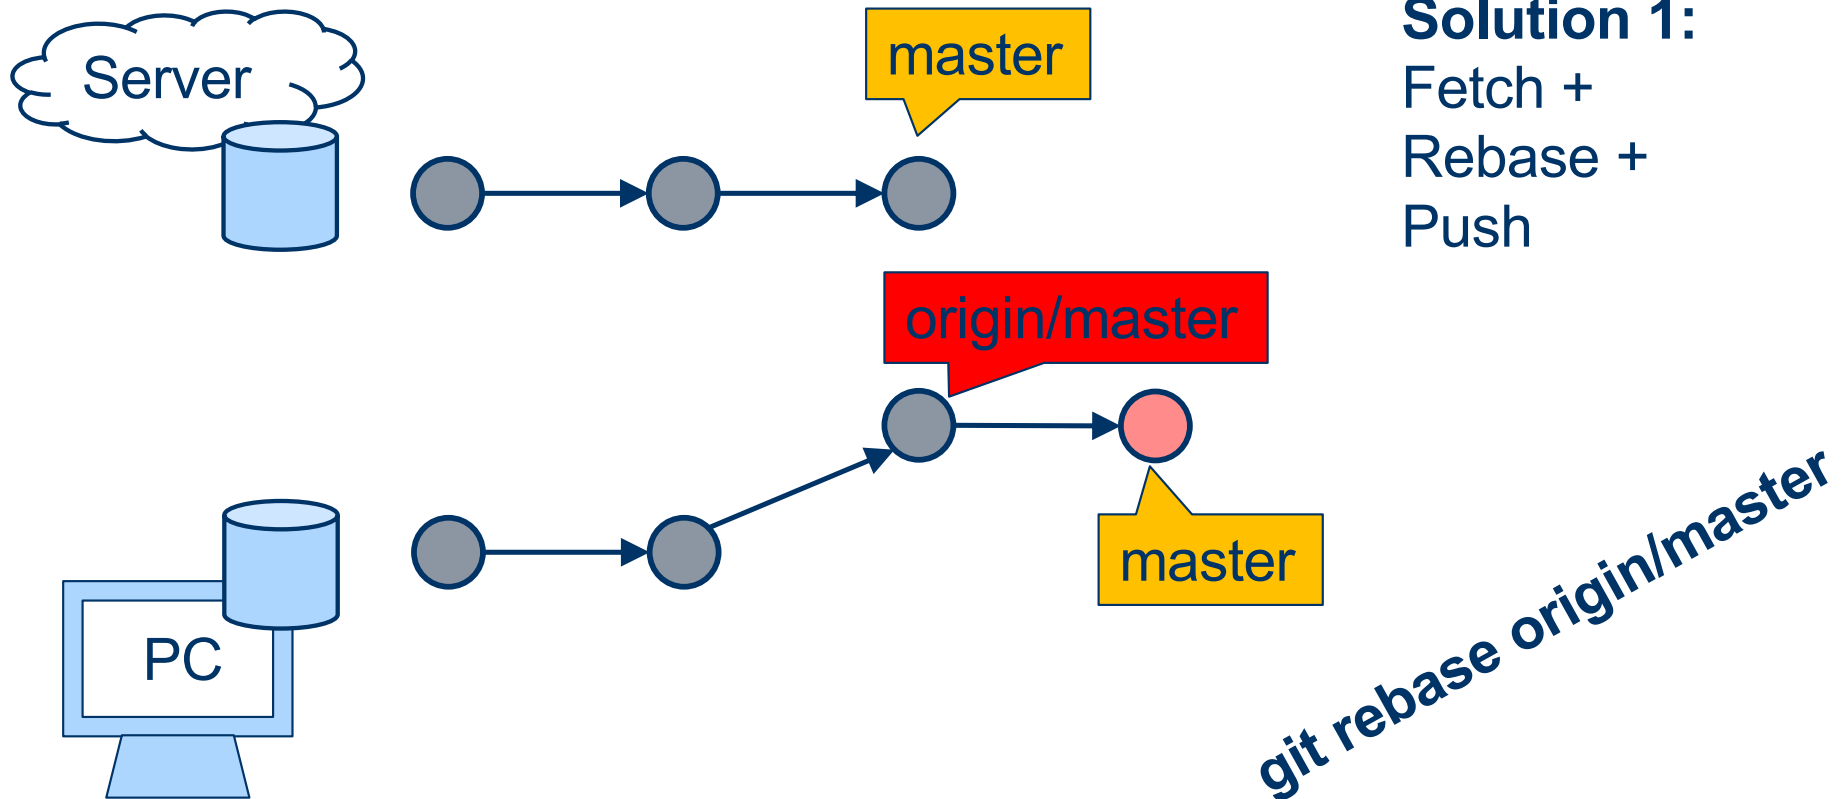 Server
master
Solution 1:
Fetch +
Rebase +
Push
origin/master
master
PC
git rebase origin/master